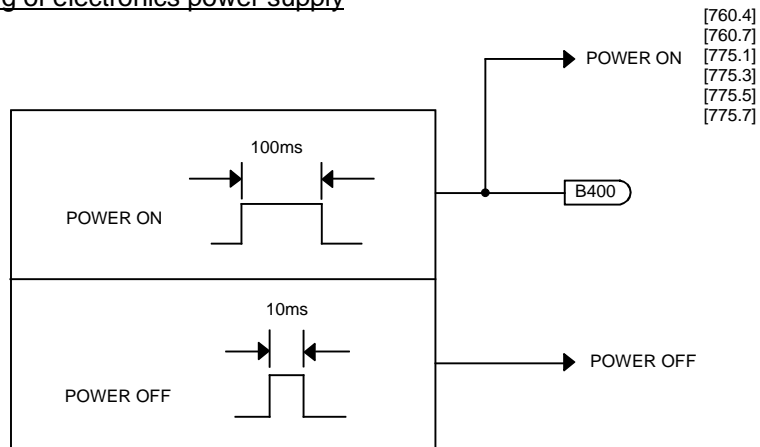 of electronics power supply
[760.4]
[760.7]
POWER ON [775.1]
[775.3]
[775.5]
[775.7]
100ms
B400
POWER ON
10ms
POWER OFF
POWER OFF